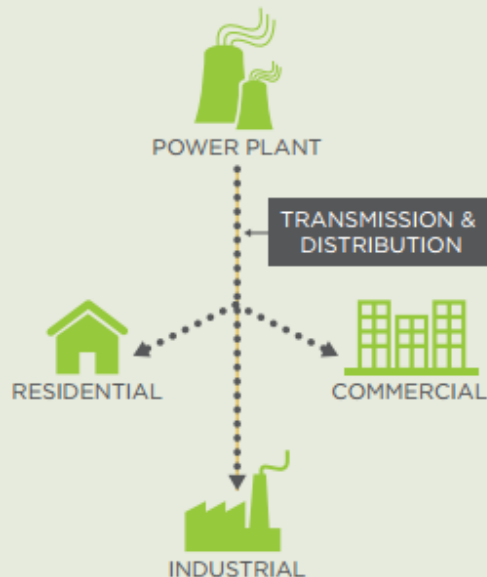 POWER PLANT
TRANSMISSION &
DISTRIBUTION
RESIDENTIAL
COMMERCIAL
INDUSTRIAL